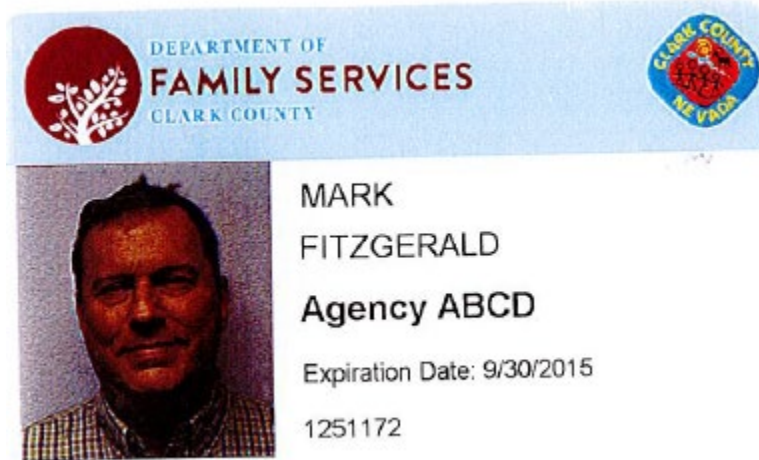 DEPARTMENT OF
FAMILY SERVICES
CLARK COUNTY
CLARK COUNTY
NEVADA
MARK
FITZGERALD
Agency ABCD
Expiration Date: 9/30/2015
1251172